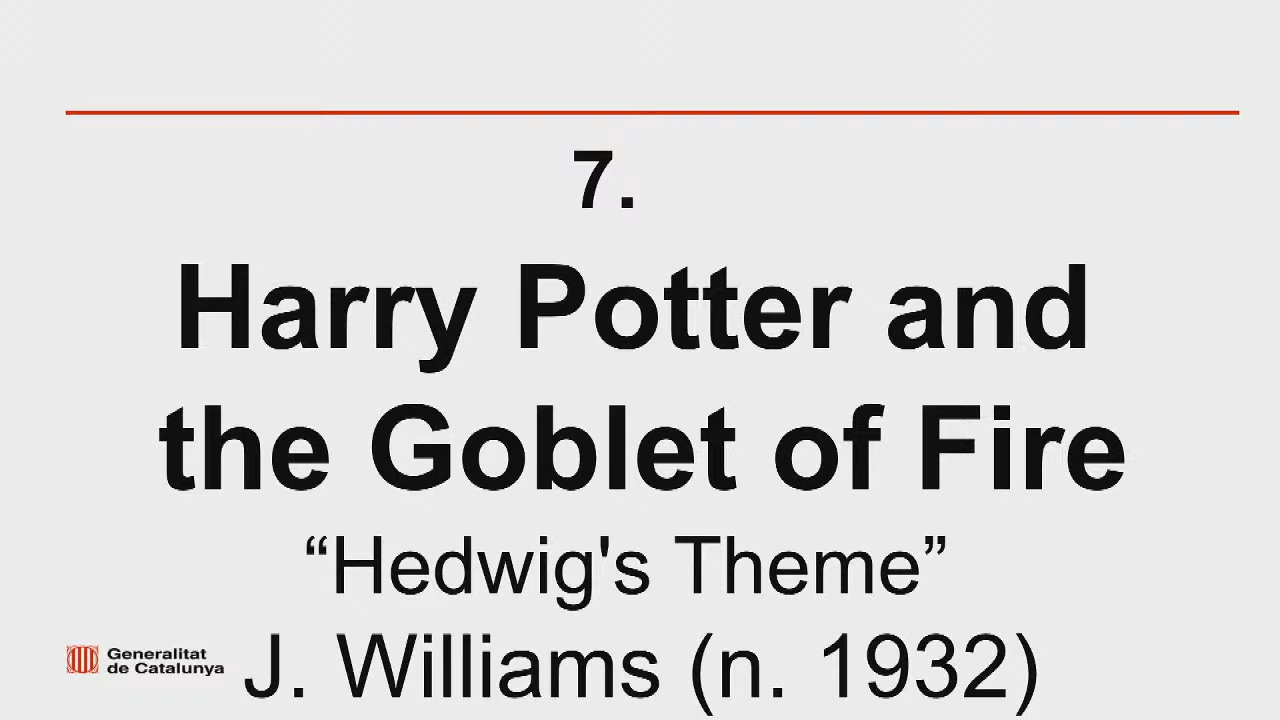 7.
Harry Potter and
the Goblet of Fire
“Hedwig's Theme”
J. Williams (n. 1932)
Generalitat
de Catalunya